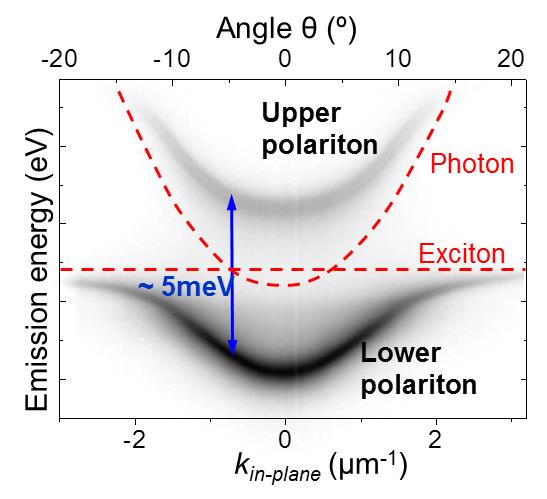 Angle θ (º)
-20 -10 0 10 20
Upper
polariton
Photon
Exciton
~ 5meV
Lower
polariton
Emission energy (eV)
-2 0 2
k in-plane (µm-1)